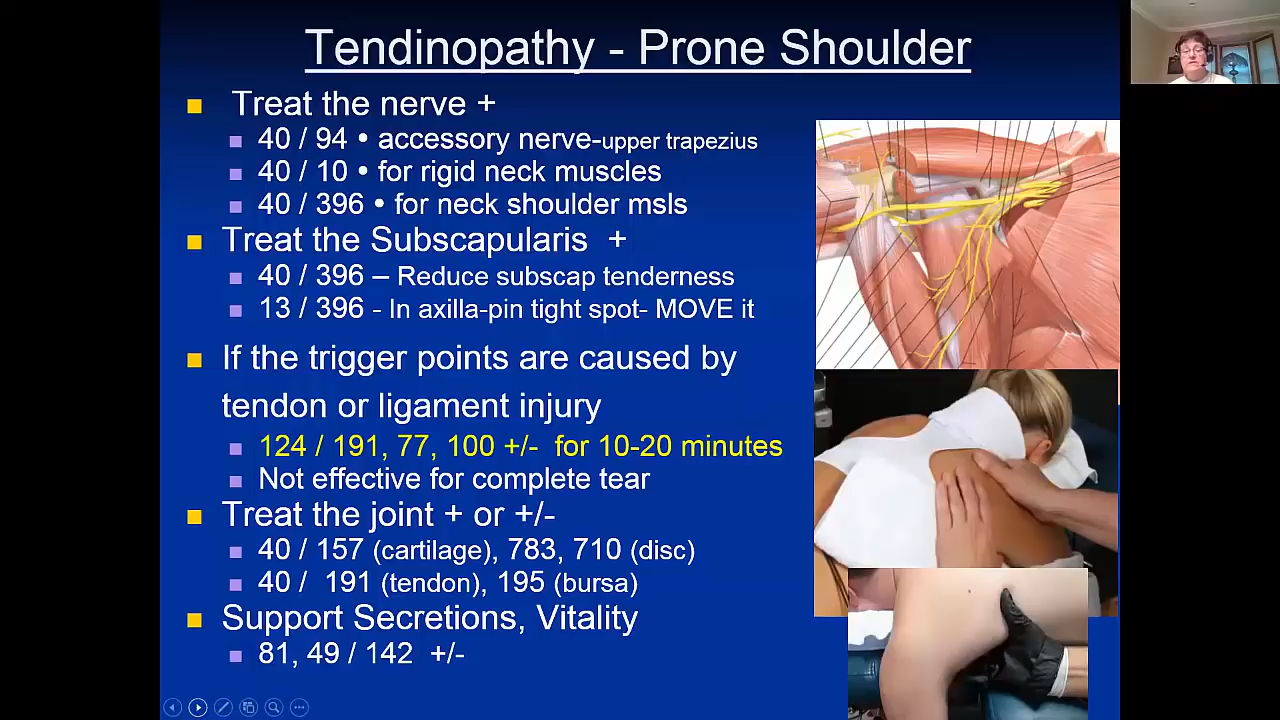 Tendinopathy - Prone Shoulder
Treat the nerve +
40 / 94 • accessory nerve-upper trapezius
40 / 10 • for rigid neck muscles
40 / 396 • for neck shoulder msls
Treat the Subscapularis +
40 / 396 – Reduce subscap tenderness
13 / 396 - In axilla-pin tight spot- MOVE it
If the trigger points are caused by
tendon or ligament injury
124 / 191, 77, 100 +/- for 10-20 minutes
Not effective for complete tear
Treat the joint + or +/-
40 / 157 (cartilage), 783, 710 (disc)
40 / 191 (tendon), 195 (bursa)
Support Secretions, Vitality
81, 49 / 142 +/-